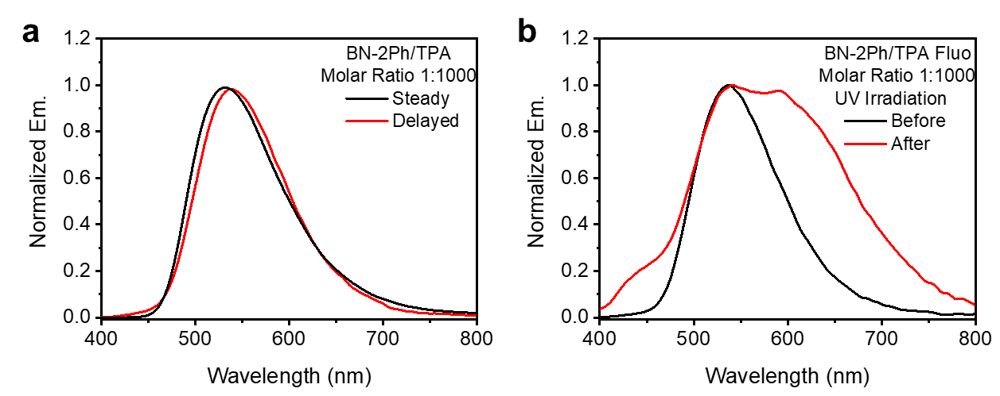 a
1.2
1.0
0.8
0.6
0.4
0.2
0.0
Normalized Em.
BN-2Ph/TPA
Molar Ratio 1:1000
Steady
Delayed
400
500
600
700
800
Wavelength (nm)
b
1.2
1.0
0.8
0.6
0.4
0.2
0.0
Normalized Em.
BN-2Ph/TPA Fluo
Molar Ratio 1:1000
UV Irradiation
Before
After
400
500
600
700
800
Wavelength (nm)